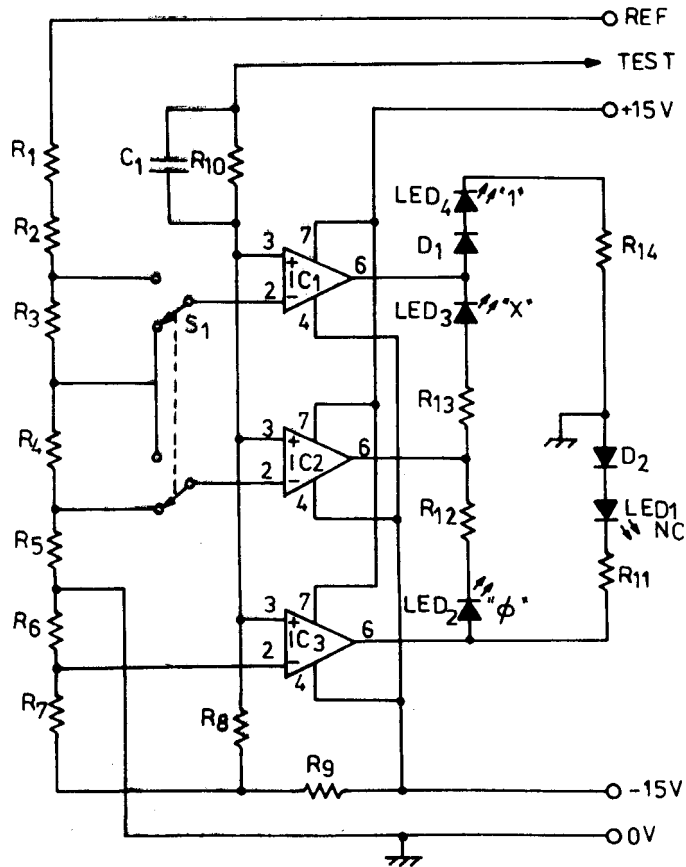 REF
TEST
+15V
R1
C1
R10
LED4 "1"
R2
D1
R14
3
7
+
IC1
6
2
−
4
LED3 "X"
R3
S1
R13
R4
3
7
+
IC2
6
2
−
4
D2
R12
LED1
NC
R5
R11
LED2 "φ"
R6
3
7
+
IC3
6
2
−
4
R7
R8
R9
-15V
0V